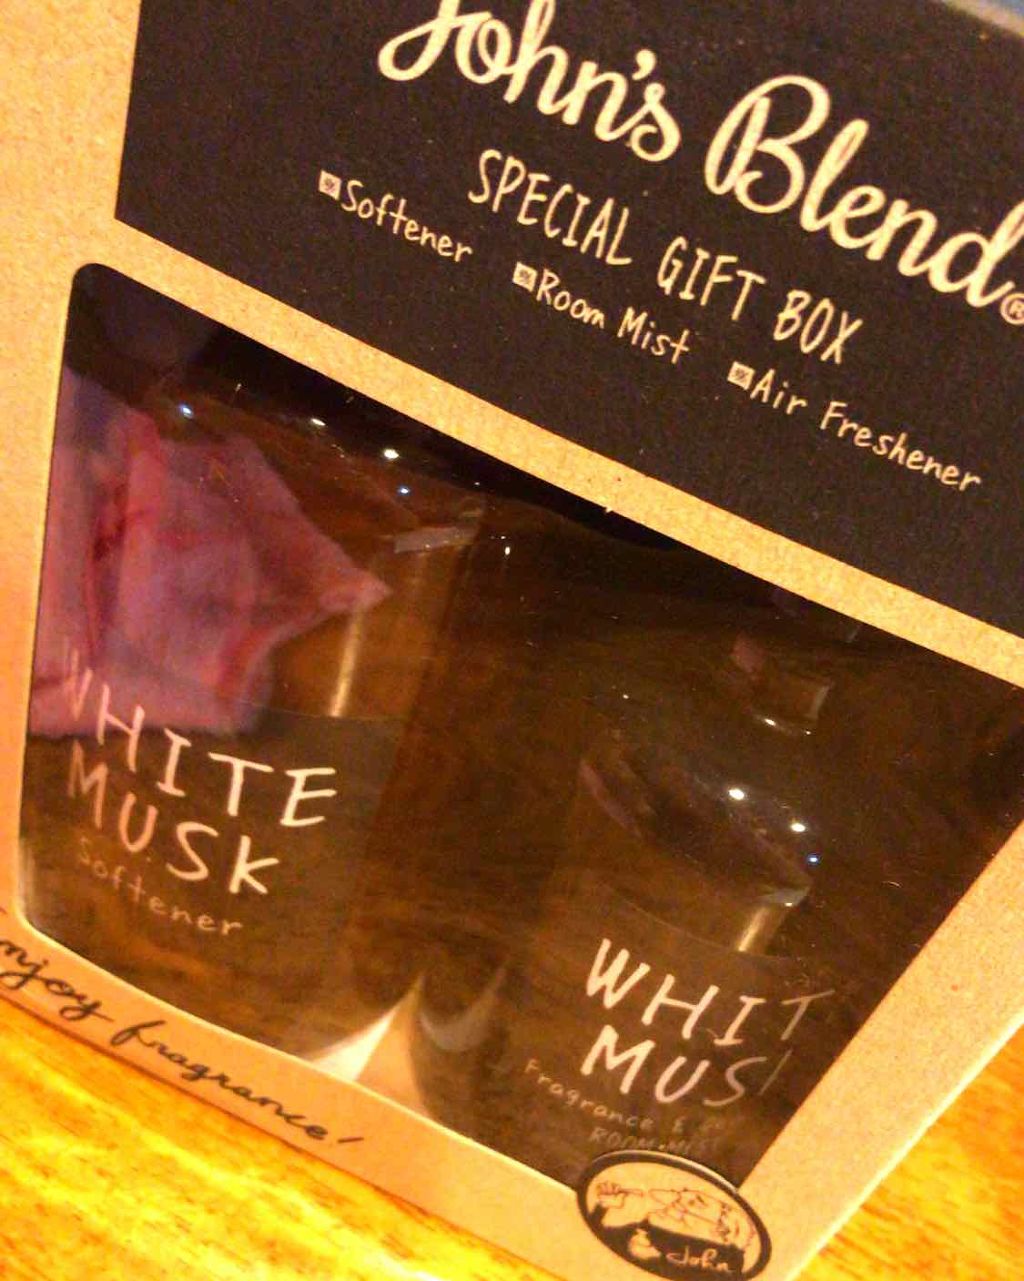 John's Blend®
SPECIAL GIFT BOX
Softener Room Mist Air Freshener
WHITE
MUSK
Softener
WHIT
MUS
Fragrance &
ROOM MIST
enjoy fragrance!
John